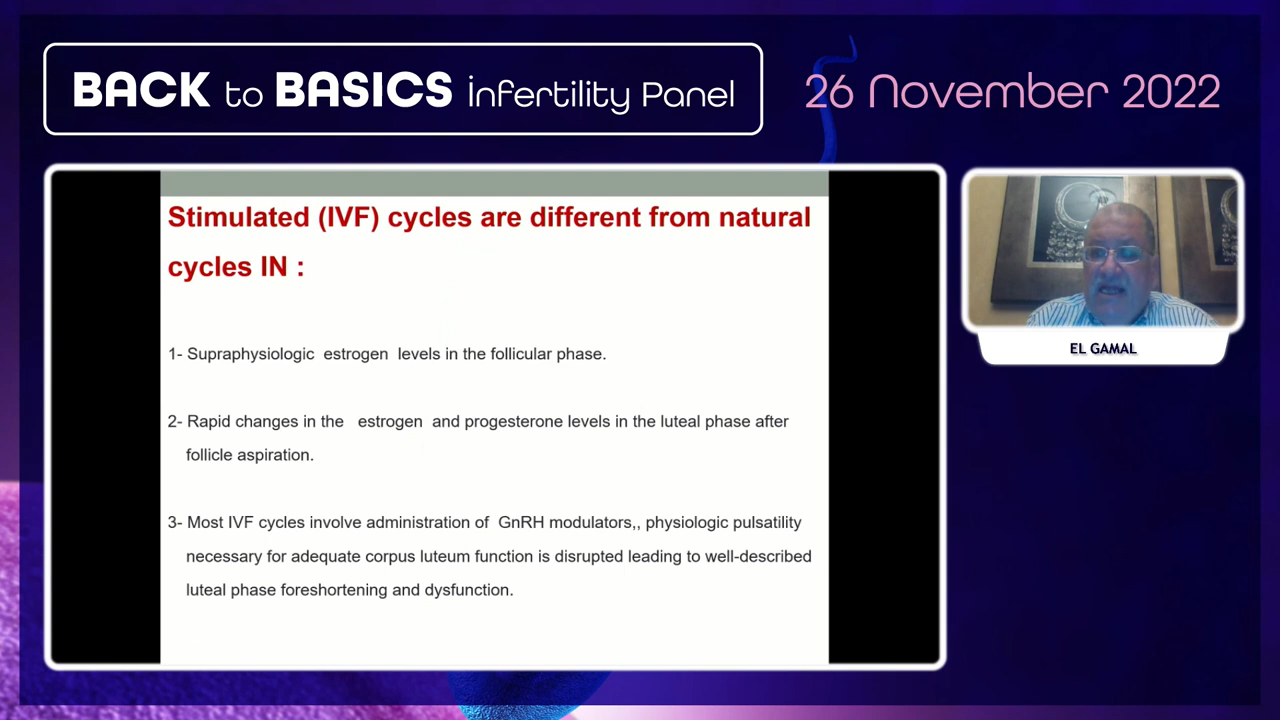 BACK to BASICS infertility Panel
26 November 2022
Stimulated (IVF) cycles are different from natural
cycles IN :
1- Supraphysiologic estrogen levels in the follicular phase.
2- Rapid changes in the estrogen and progesterone levels in the luteal phase after
follicle aspiration.
3- Most IVF cycles involve administration of GnRH modulators,, physiologic pulsatility
necessary for adequate corpus luteum function is disrupted leading to well-described
luteal phase foreshortening and dysfunction.
EL GAMAL